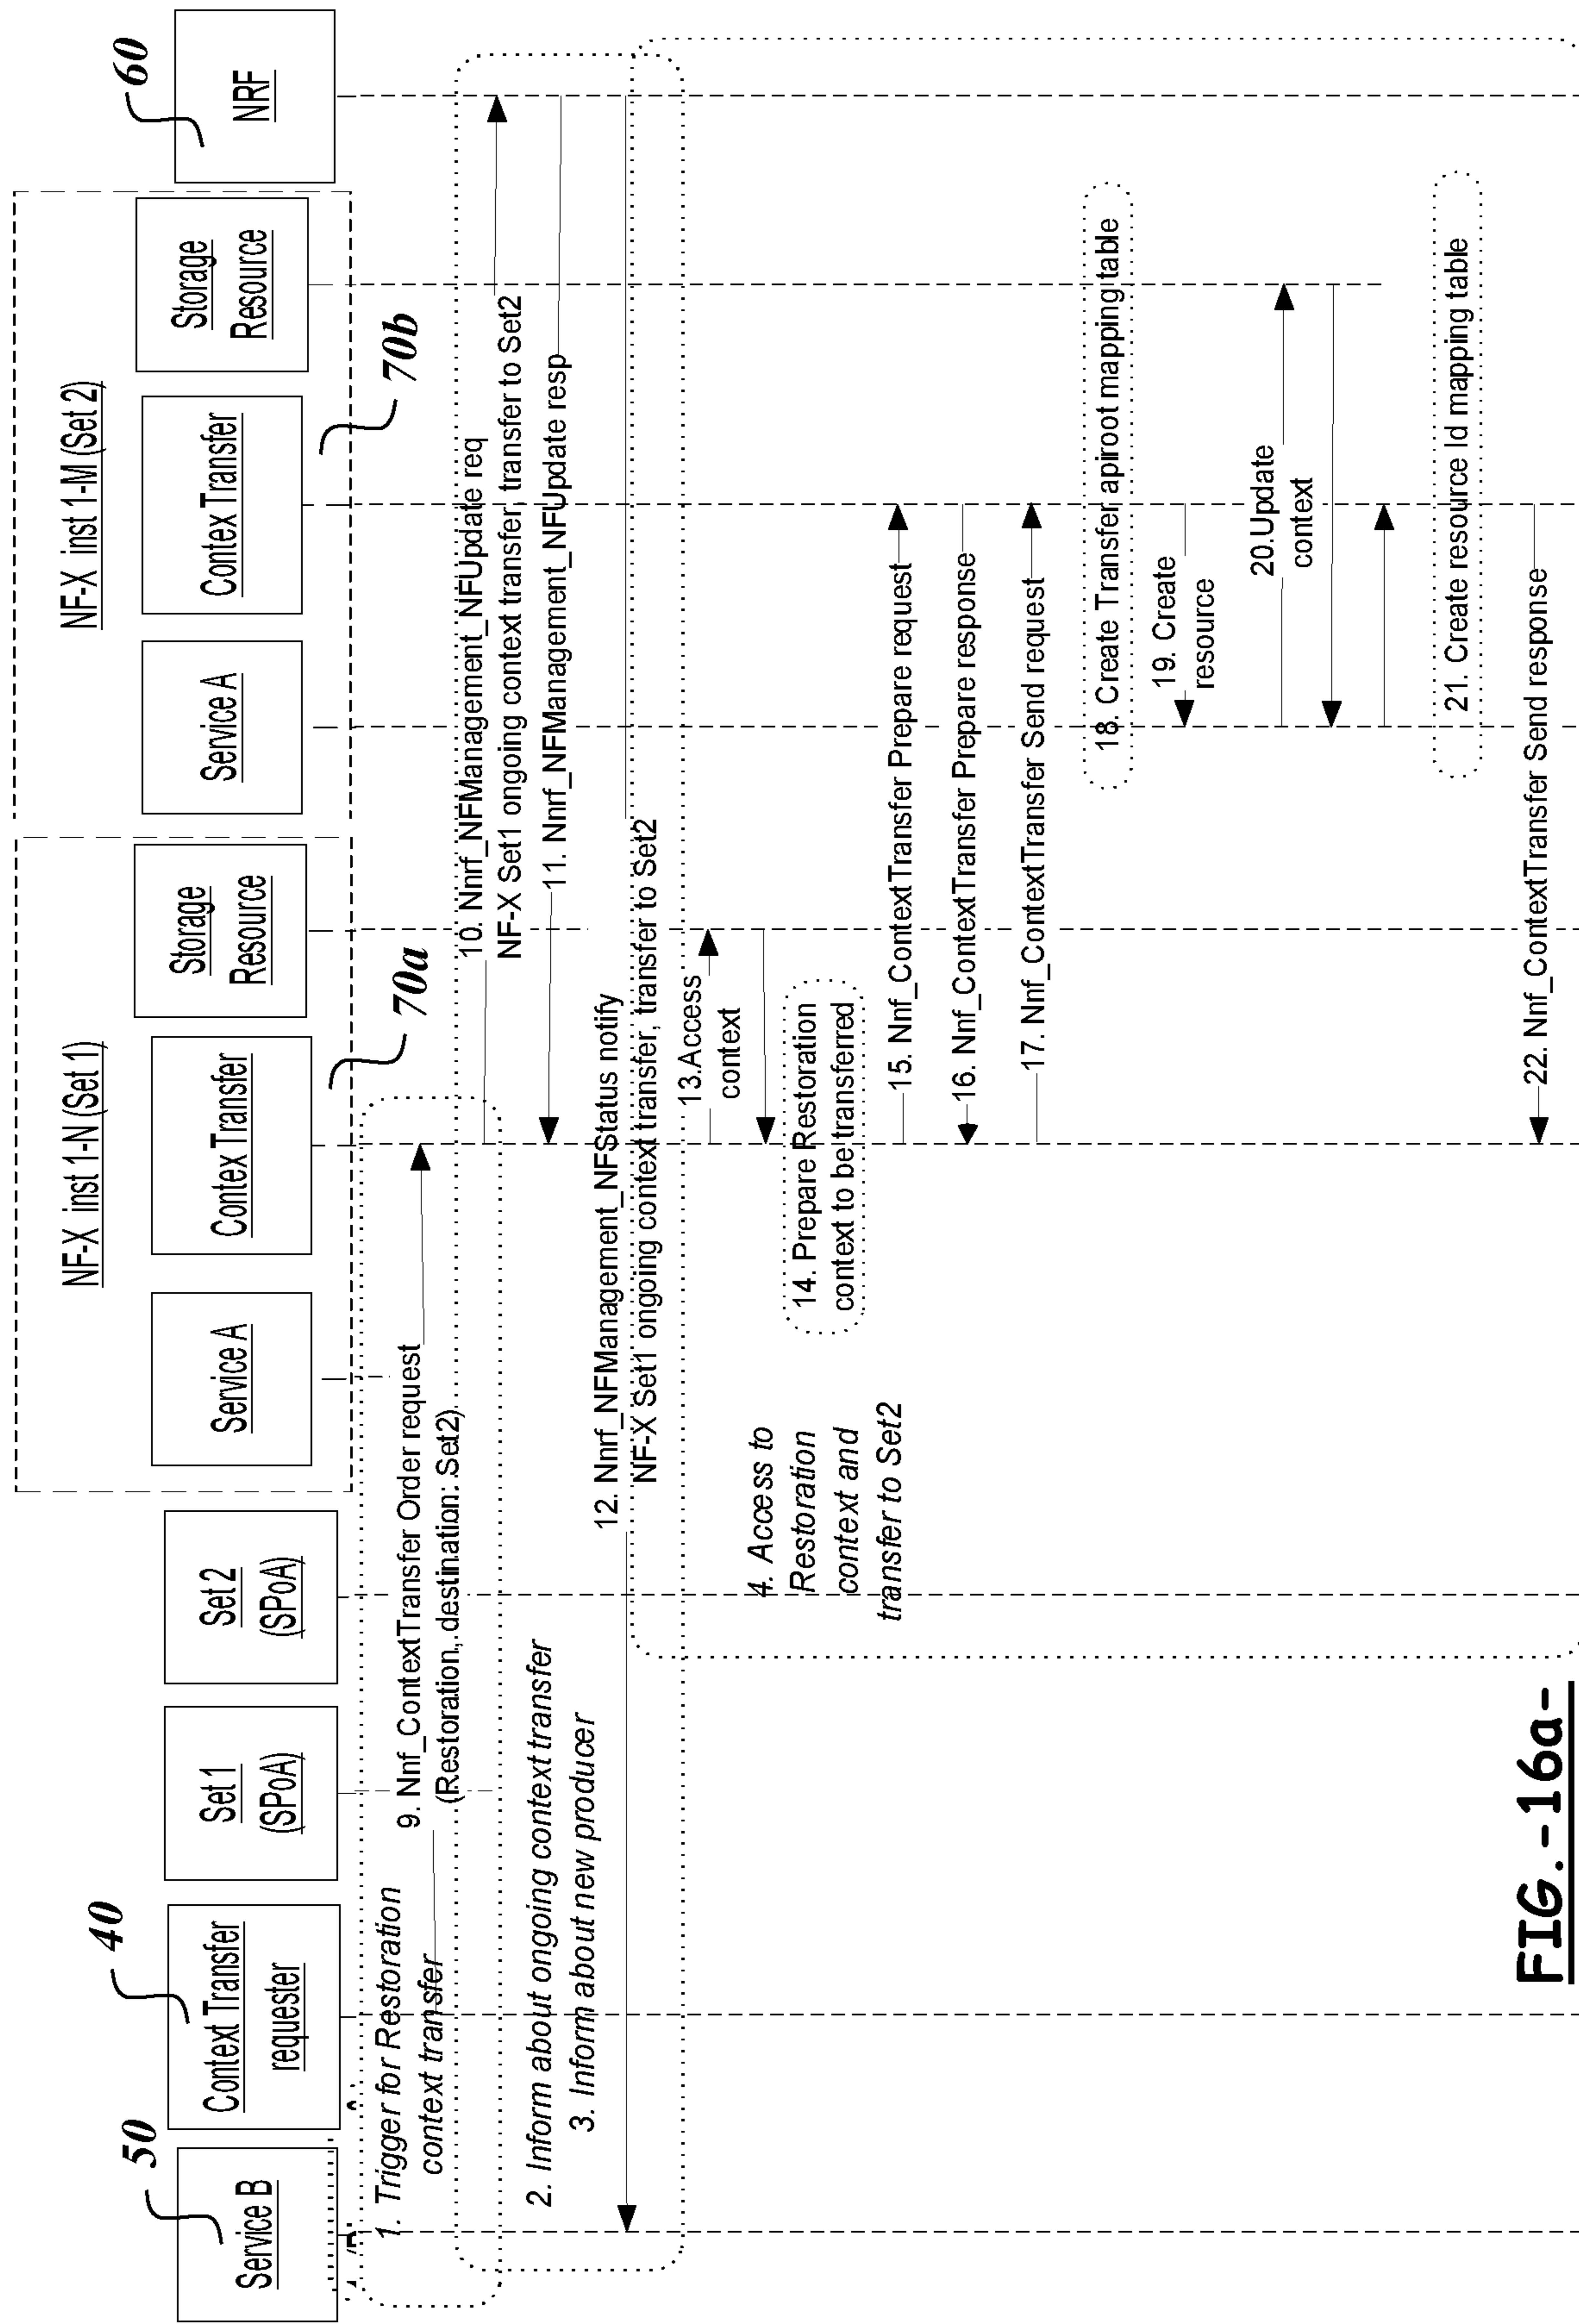 50
40
60
NF-X inst 1-N (Set 1)
NF-X inst 1-M (Set 2)
Service B
Context Transfer
requester
Set 1
(SPoA)
Set 2
(SPoA)
Service A
Contex Transfer
Storage
Resource
Service A
Contex Transfer
Storage
Resource
NRF
70a
70b
1. Trigger for Restoration
context transfer
9. Nnf_ContextTransfer Order request
(Restoration, destination: Set2)
10. Nnrf_NFManagement_NFUpdate req
NF-X Set1 ongoing context transfer, transfer to Set2
2. Inform about ongoing context transfer
3. Inform about new producer
11. Nnrf_NFManagement_NFUpdate resp
12. Nnrf_NFManagement_NFStatus notify
NF-X Set1 ongoing context transfer, transfer to Set2
13.Access
context
4. Access to
Restoration
context and
transfer to Set2
14. Prepare Restoration
context to be transferred
15. Nnf_ContextTransfer Prepare request
16. Nnf_ContextTransfer Prepare response
17. Nnf_ContextTransfer Send request
18. Create Transfer apiroot mapping table
19. Create
resource
20.Update
context
21. Create resource Id mapping table
22. Nnf_ContextTransfer Send response
FIG.-16a-